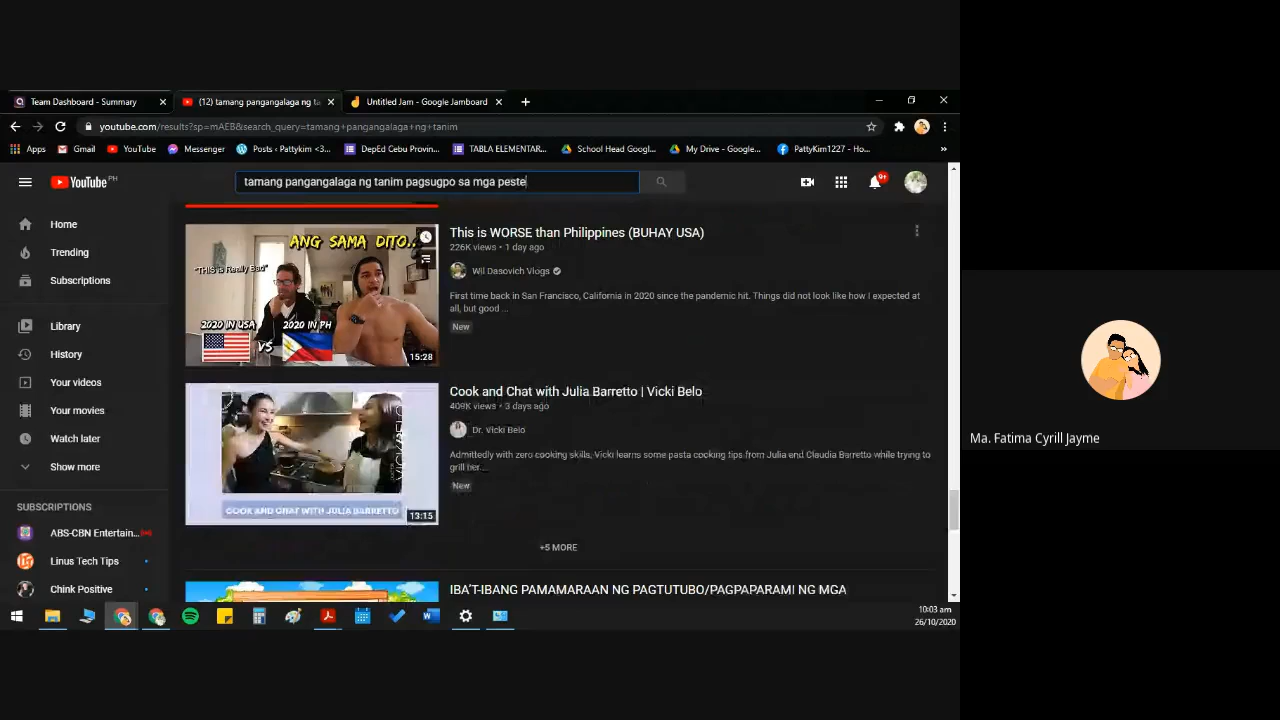 Team Dashboard - Summary
(12) tamang pangangalaga ng ta
Untitled Jam - Google Jamboard
youtube.com/results?sp=mAEB&search_query=tamang+pangangalaga+ng+tanim
Apps
Gmail
YouTube
Messenger
Posts ‹ Pattykim <3...
DepEd Cebu Provin...
TABLA ELEMENTAR...
School Head Googl...
My Drive - Google...
PattyKim1227 - Ho...
»
YouTube PH
tamang pangangalaga ng tanim pagsugpo sa mga peste
9+
Home
Trending
Subscriptions
Library
History
Your videos
Your movies
Watch later
Show more
SUBSCRIPTIONS
ABS-CBN Entertain...
Linus Tech Tips
Chink Positive
ANG SAMA DITO..
"THIS is Really Bad"
2020 IN USA
VS
2020 IN PH
15:28
This is WORSE than Philippines (BUHAY USA)
226K views • 1 day ago
Wil Dasovich Vlogs
First time back in San Francisco, California in 2020 since the pandemic hit. Things did not look like how I expected at
all, but good ...
New
COOK AND CHAT WITH JULIA BARRETTO
13:15
Cook and Chat with Julia Barretto | Vicki Belo
409K views • 3 days ago
Dr. Vicki Belo
Admittedly with zero cooking skills, Vicki learns some pasta cooking tips from Julia and Claudia Barretto while trying to
grill her...
New
+5 MORE
IBA'T-IBANG PAMAMARAAN NG PAGTUTUBO/PAGPAPARAMI NG MGA
10:03 am
26/10/2020
Ma. Fatima Cyrill Jayme